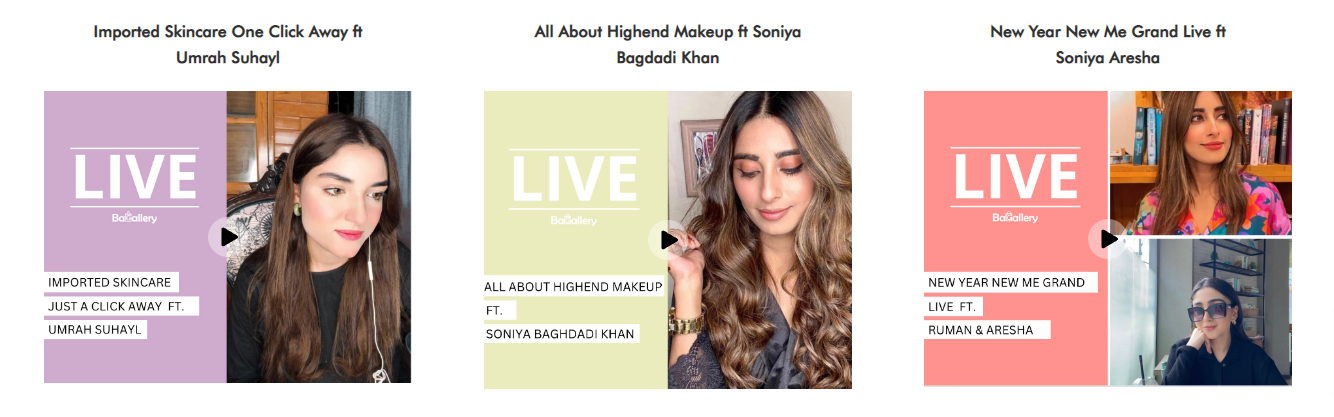 Imported Skincare One Click Away ft
Umrah Suhayl
LIVE
BaGallery
IMPORTED SKINCARE
JUST A CLICK AWAY FT.
UMRAH SUHAYL
All About Highend Makeup ft Soniya
Bagdadi Khan
LIVE
BaGallery
ALL ABOUT HIGHEND MAKEUP
FT.
SONIYA BAGHDADI KHAN
New Year New Me Grand Live ft
Soniya Aresha
LIVE
BaGallery
NEW YEAR NEW ME GRAND
LIVE FT.
RUMAN & ARESHA